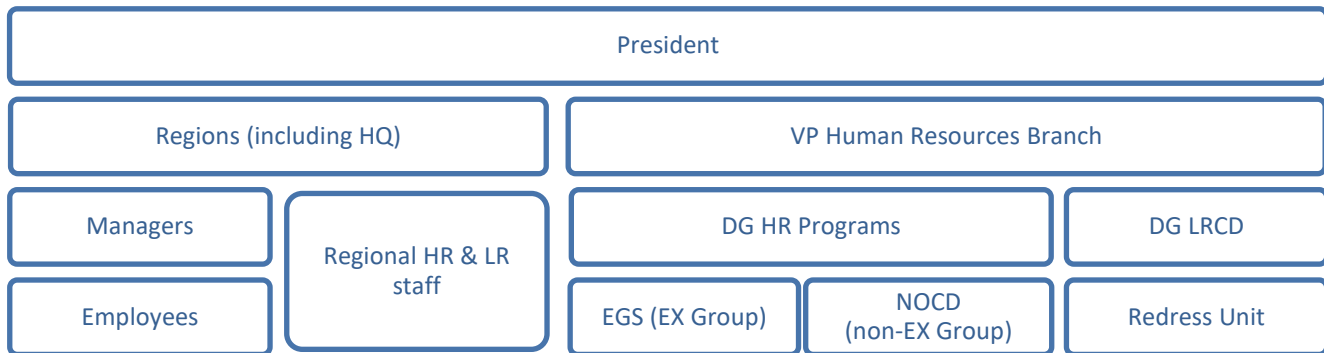 President
Regions (including HQ)
VP Human Resources Branch
Managers
Regional HR & LR
staff
DG HR Programs
DG LRCD
Employees
EGS (EX Group)
NOCD
(non-EX Group)
Redress Unit